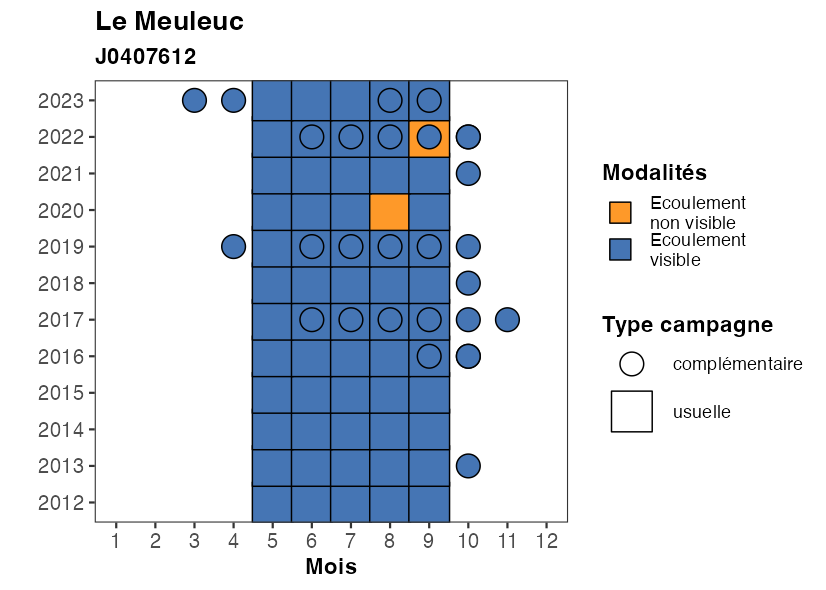 Le Meuleuc
J0407612
2023
2022
2021
2020
2019
2018
2017
2016
2015
2014
2013
2012
1 2 3 4 5 6 7 8 9 10 11 12
Mois
Modalités
Ecoulement
non visible
Ecoulement
visible
Type campagne
complémentaire
usuelle